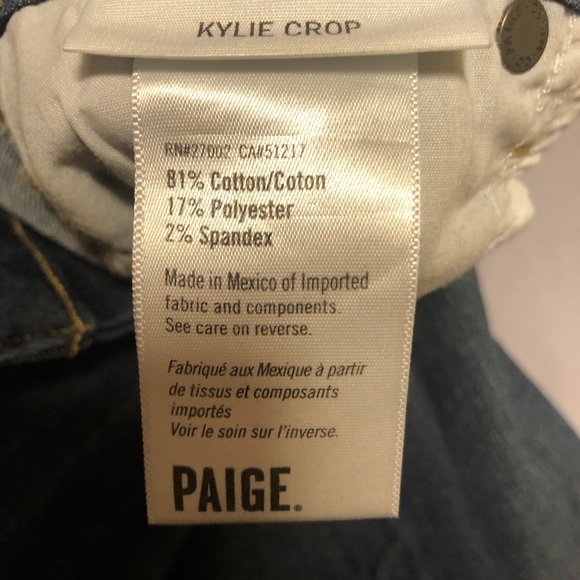 KYLIE CROP
RN#27002 CA#51217
81% Cotton/Coton
17% Polyester
2% Spandex
Made in Mexico of Imported
fabric and components.
See care on reverse.
Fabriqué aux Mexique à partir
de tissus et composants
importés
Voir le soin sur l'inverse.
PAIGE®